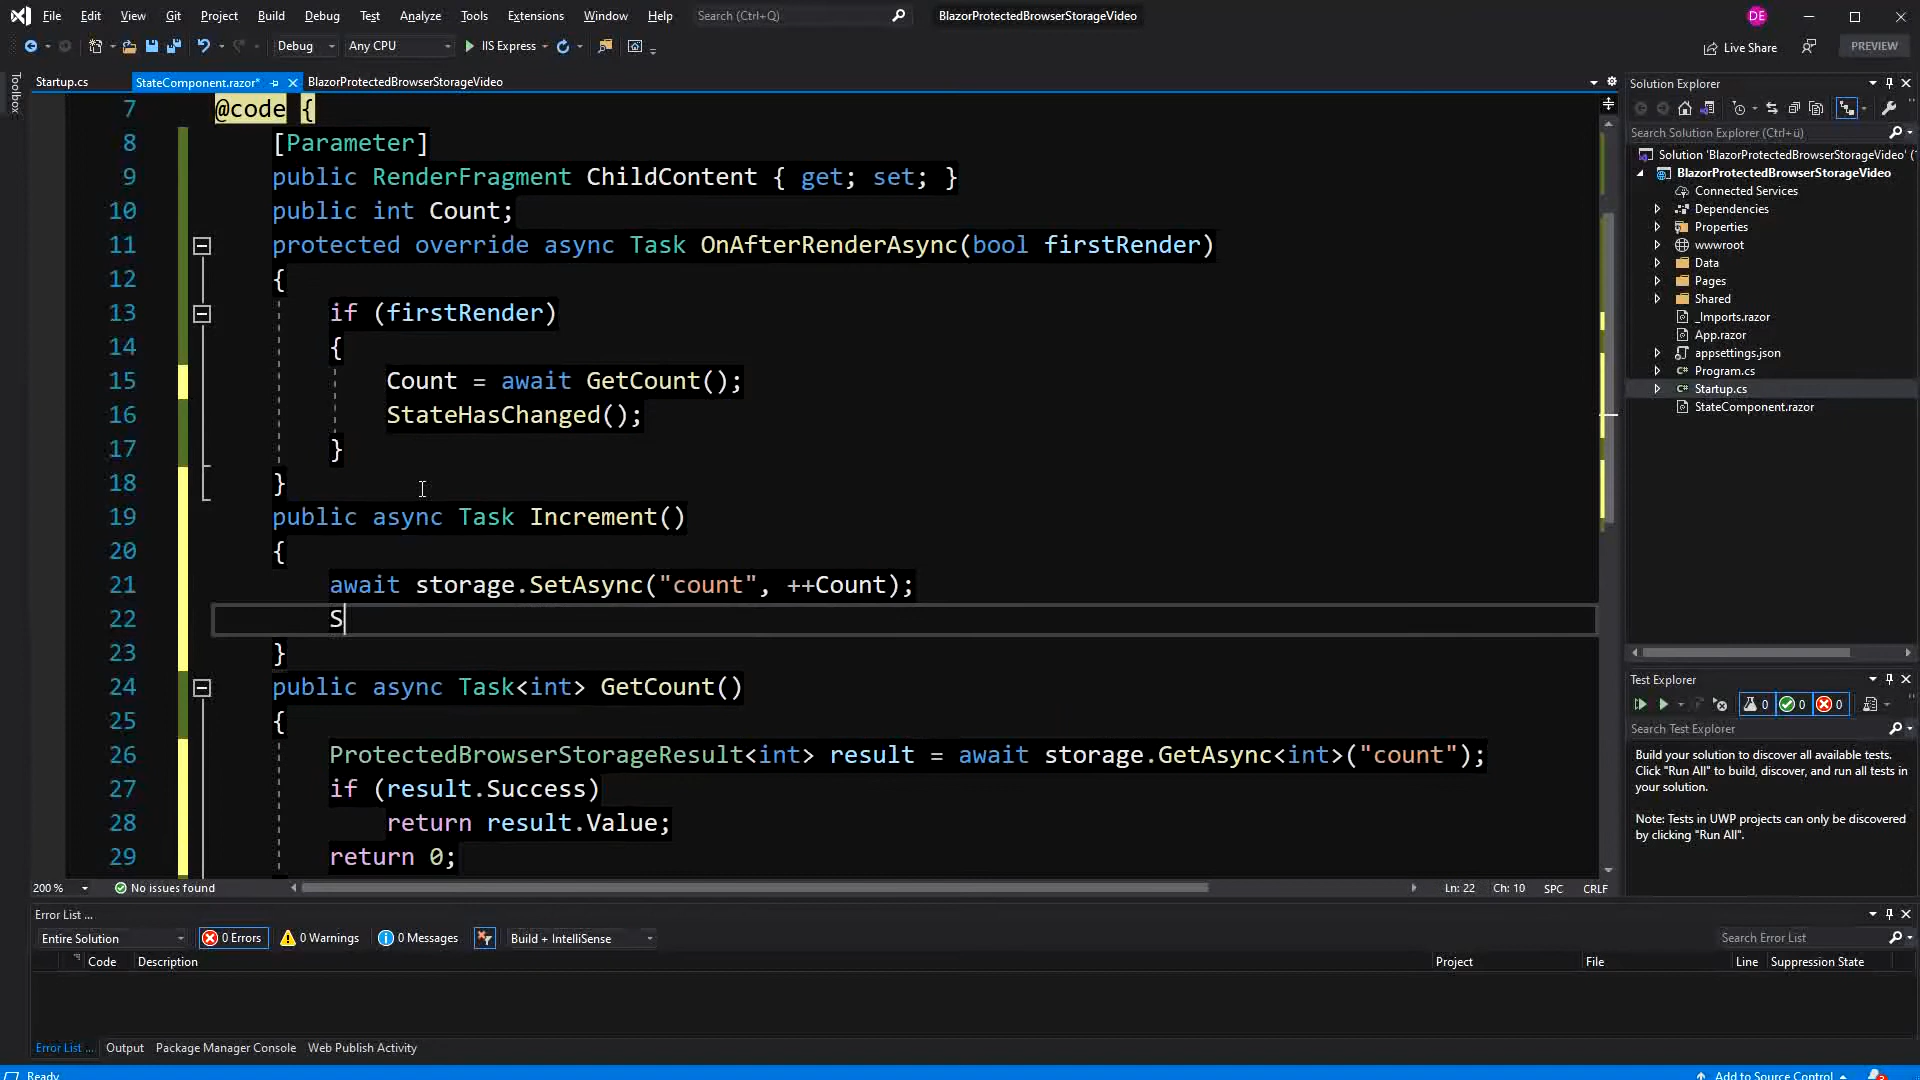 File Edit View Git Project Build Debug Test Analyze Tools Extensions Window Help Search (Ctrl+Q) BlazorProtectedBrowserStorageVideo DE
Debug Any CPU IIS Express Live Share PREVIEW
Toolbox
Startup.cs StateComponent.razor* BlazorProtectedBrowserStorageVideo
7 @code {
8 [Parameter]
9 public RenderFragment ChildContent { get; set; }
10 public int Count;
11 protected override async Task OnAfterRenderAsync(bool firstRender)
12 {
13 if (firstRender)
14 {
15 Count = await GetCount();
16 StateHasChanged();
17 }
18 }
19 public async Task Increment()
20 {
21 await storage.SetAsync("count", ++Count);
22 S
23 }
24 public async Task<int> GetCount()
25 {
26 ProtectedBrowserStorageResult<int> result = await storage.GetAsync<int>("count");
27 if (result.Success)
28 return result.Value;
29 return 0;
200 % No issues found Ln: 22 Ch: 10 SPC CRLF
Solution Explorer
Search Solution Explorer (Ctrl+ü)
Solution 'BlazorProtectedBrowserStorageVideo' (
BlazorProtectedBrowserStorageVideo
Connected Services
Dependencies
Properties
wwwroot
Data
Pages
Shared
_Imports.razor
App.razor
appsettings.json
C# Program.cs
C# Startup.cs
StateComponent.razor
Test Explorer
0 0 0
Search Test Explorer
Build your solution to discover all available tests.
Click "Run All" to build, discover, and run all tests in
your solution.
Note: Tests in UWP projects can only be discovered
by clicking "Run All".
Error List ...
Entire Solution 0 Errors 0 Warnings 0 Messages Build + IntelliSense Search Error List
Code Description Project File Line Suppression State
Error List ... Output Package Manager Console Web Publish Activity
Ready Add to Source Control